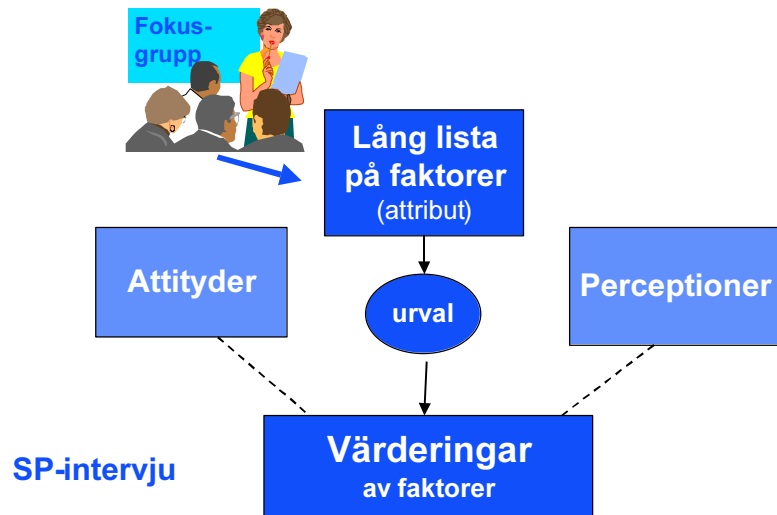 Fokus-
grupp
Lång lista
på faktorer
(attribut)
Attityder
urval
Perceptioner
Värderingar
av faktorer
SP-intervju